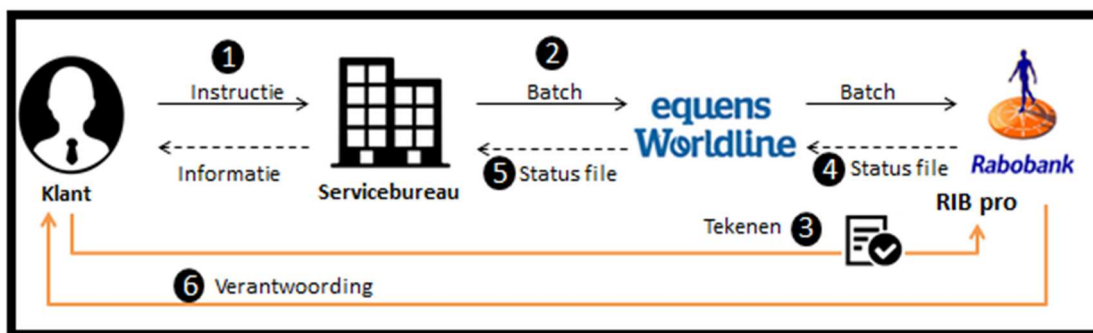 1
2
Instructie
Batch
equens
Worldline
Batch
Informatie
5 Status file
4 Status file
Rabobank
Klant
Servicebureau
RIB pro
Tekenen 3
6 Verantwoording